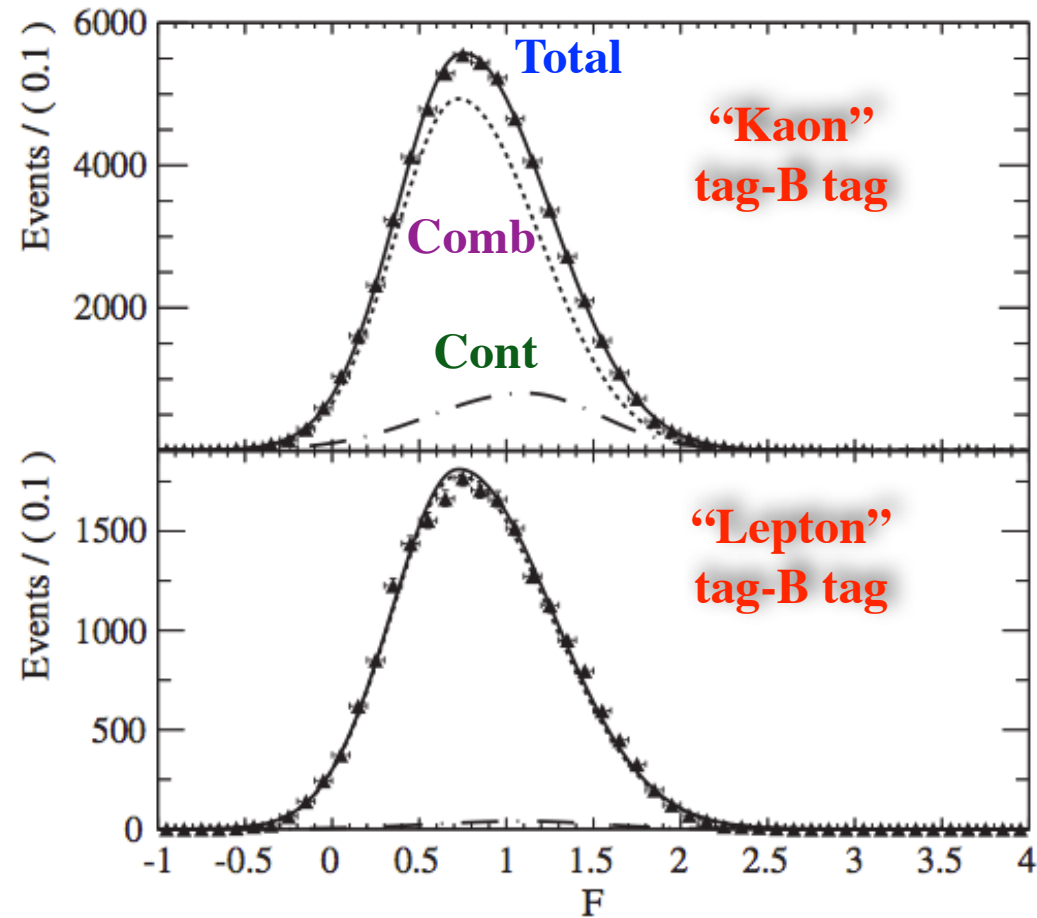 6000
Total
“Kaon”
tag-B tag
4000
Comb
2000
Cont
Events / ( 0.1 )
“Lepton”
tag-B tag
1500
1000
500
0
Events / ( 0.1 )
-1 -0.5 0 0.5 1 1.5 2 2.5 3 3.5 4
F